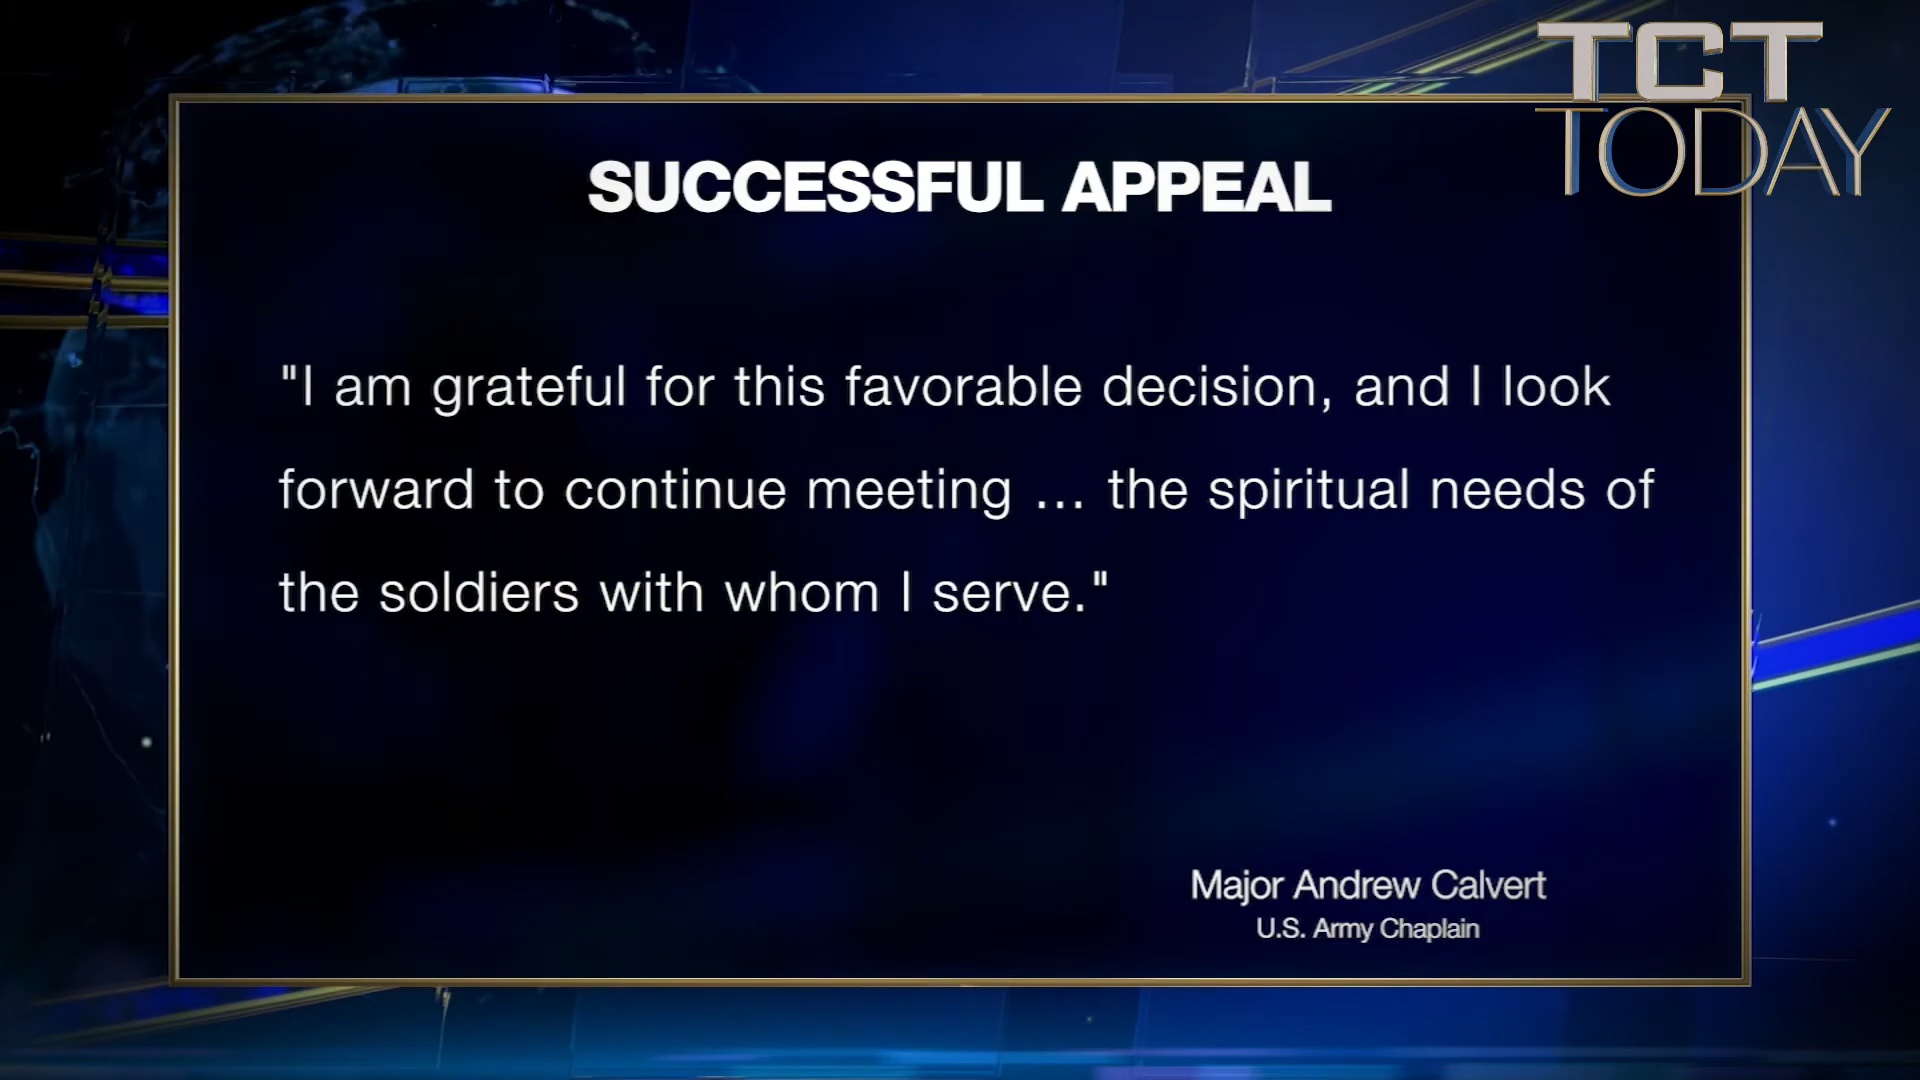 TCT
TODAY
SUCCESSFUL APPEAL
"I am grateful for this favorable decision, and I look
forward to continue meeting ... the spiritual needs of
the soldiers with whom I serve."
Major Andrew Calvert
U.S. Army Chaplain